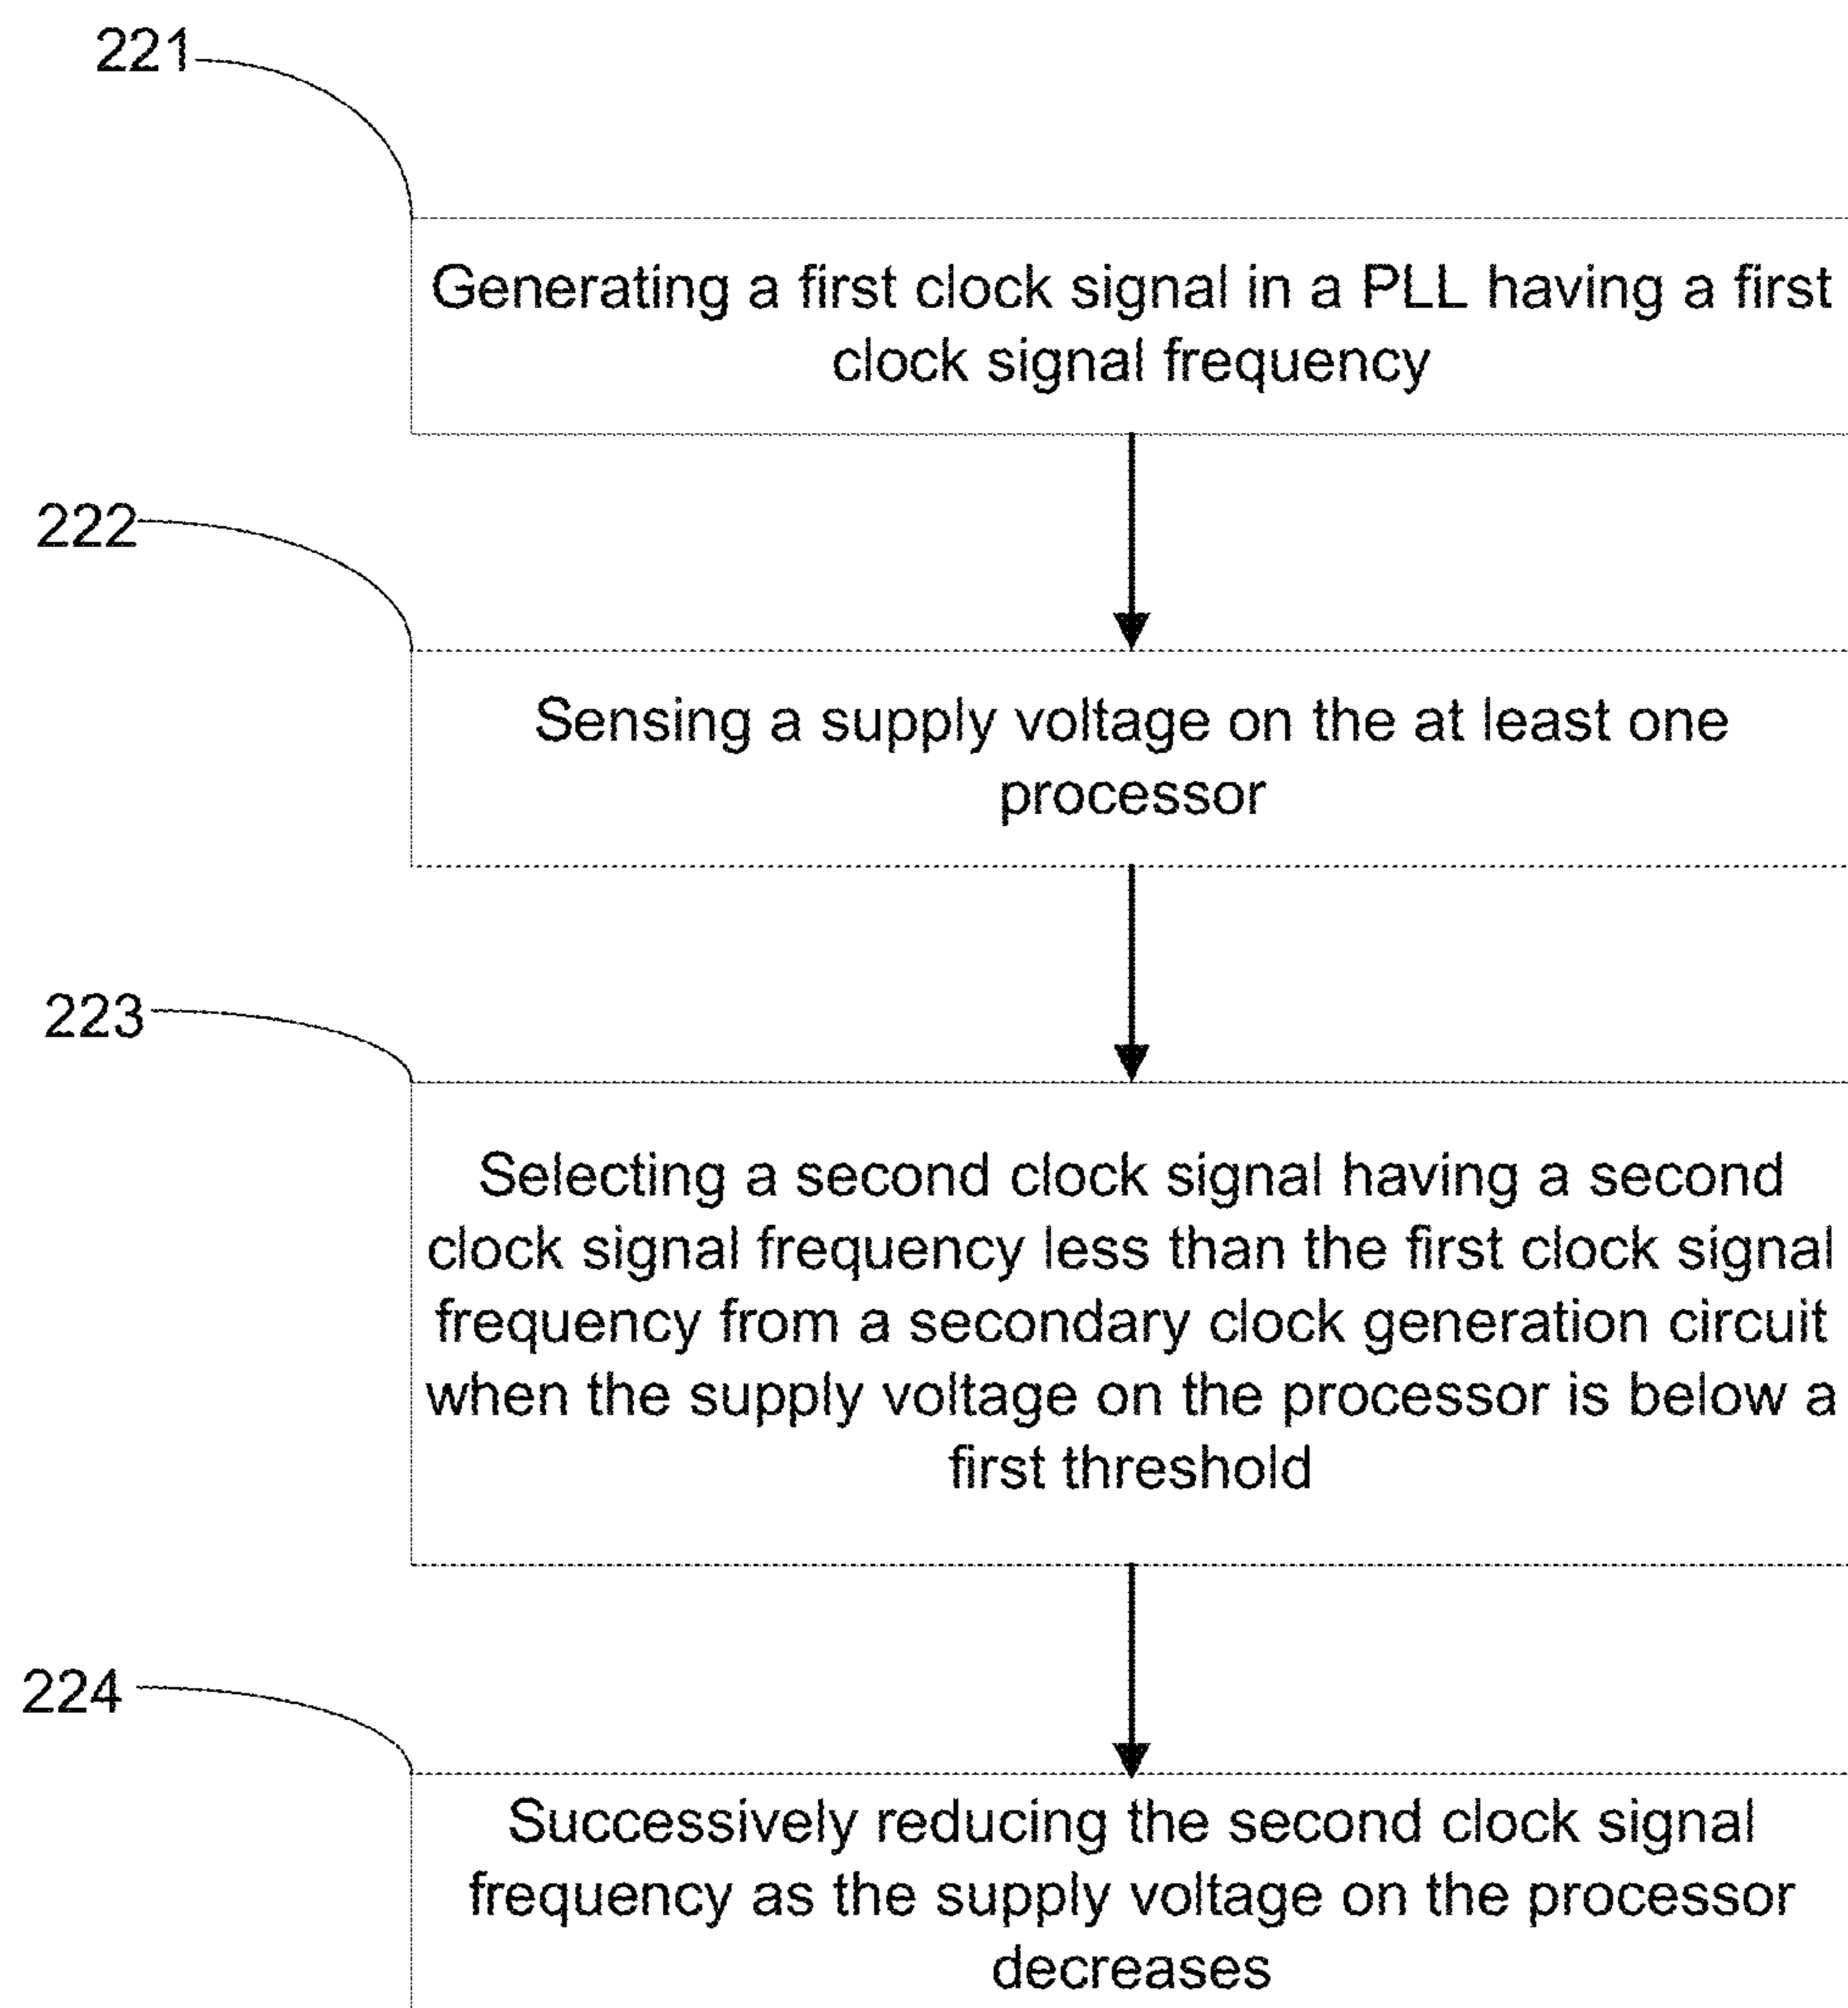 221
Generating a first clock signal in a PLL having a first
clock signal frequency
222
Sensing a supply voltage on the at least one
processor
223
Selecting a second clock signal having a second
clock signal frequency less than the first clock signal
frequency from a secondary clock generation circuit
when the supply voltage on the processor is below a
first threshold
224
Successively reducing the second clock signal
frequency as the supply voltage on the processor
decreases